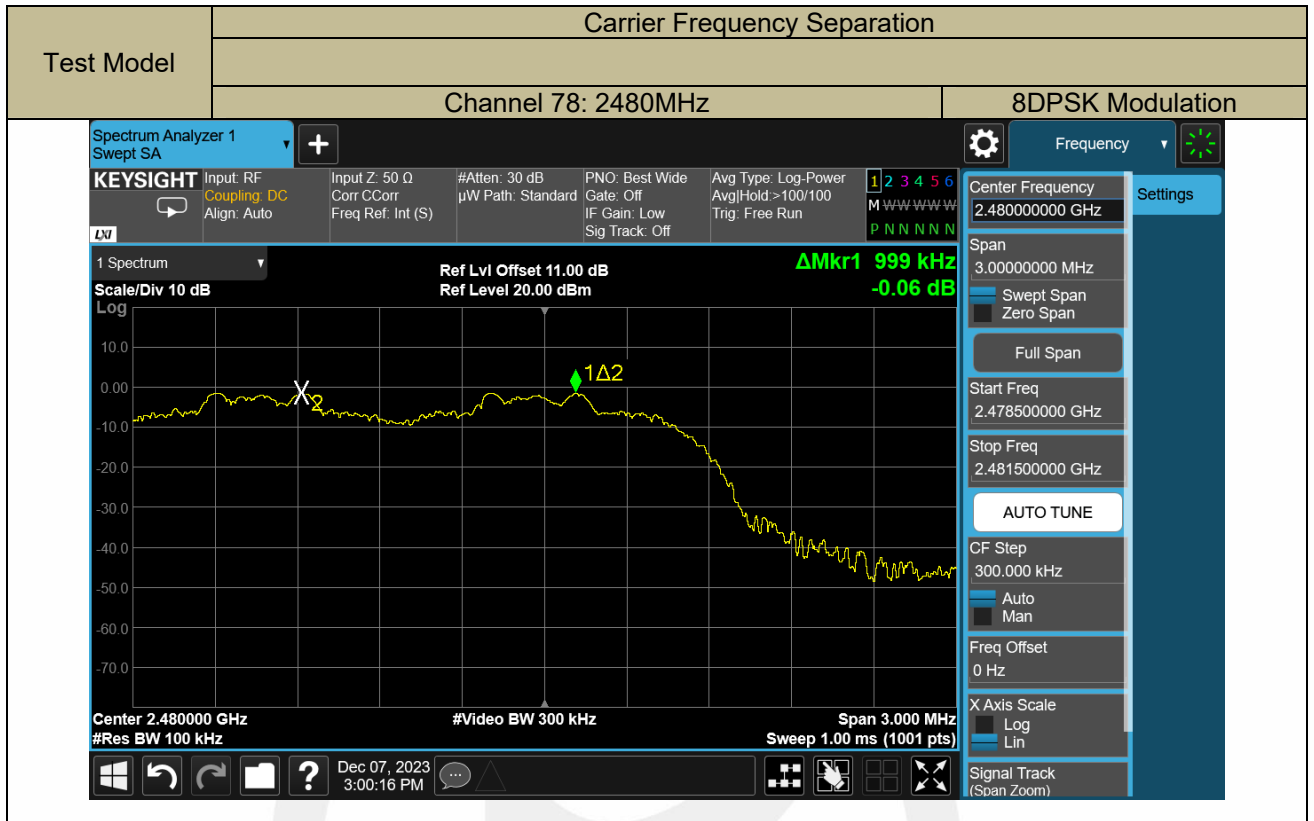 Test Model
Carrier Frequency Separation
Channel 78: 2480MHz
8DPSK Modulation
Spectrum Analyzer 1
Swept SA
+
Frequency
KEYSIGHT
LXI
Input: RF
Coupling: DC
Align: Auto
Input Z: 50 Ω
Corr CCorr
Freq Ref: Int (S)
#Atten: 30 dB
µW Path: Standard
PNO: Best Wide
Gate: Off
IF Gain: Low
Sig Track: Off
Avg Type: Log-Power
Avg|Hold:>100/100
Trig: Free Run
1 2 3 4 5 6
M W W W W W
P N N N N N
1 Spectrum
Scale/Div 10 dB
Log
Ref Lvl Offset 11.00 dB
Ref Level 20.00 dBm
ΔMkr1 999 kHz
-0.06 dB
10.0
0.00
-10.0
-20.0
-30.0
-40.0
-50.0
-60.0
-70.0
X2
1Δ2
Center 2.480000 GHz
#Res BW 100 kHz
#Video BW 300 kHz
Span 3.000 MHz
Sweep 1.00 ms (1001 pts)
Center Frequency
2.480000000 GHz
Settings
Span
3.00000000 MHz
Swept Span
Zero Span
Full Span
Start Freq
2.478500000 GHz
Stop Freq
2.481500000 GHz
AUTO TUNE
CF Step
300.000 kHz
Auto
Man
Freq Offset
0 Hz
X Axis Scale
Log
Lin
Signal Track
(Span Zoom)
?
Dec 07, 2023
3:00:16 PM